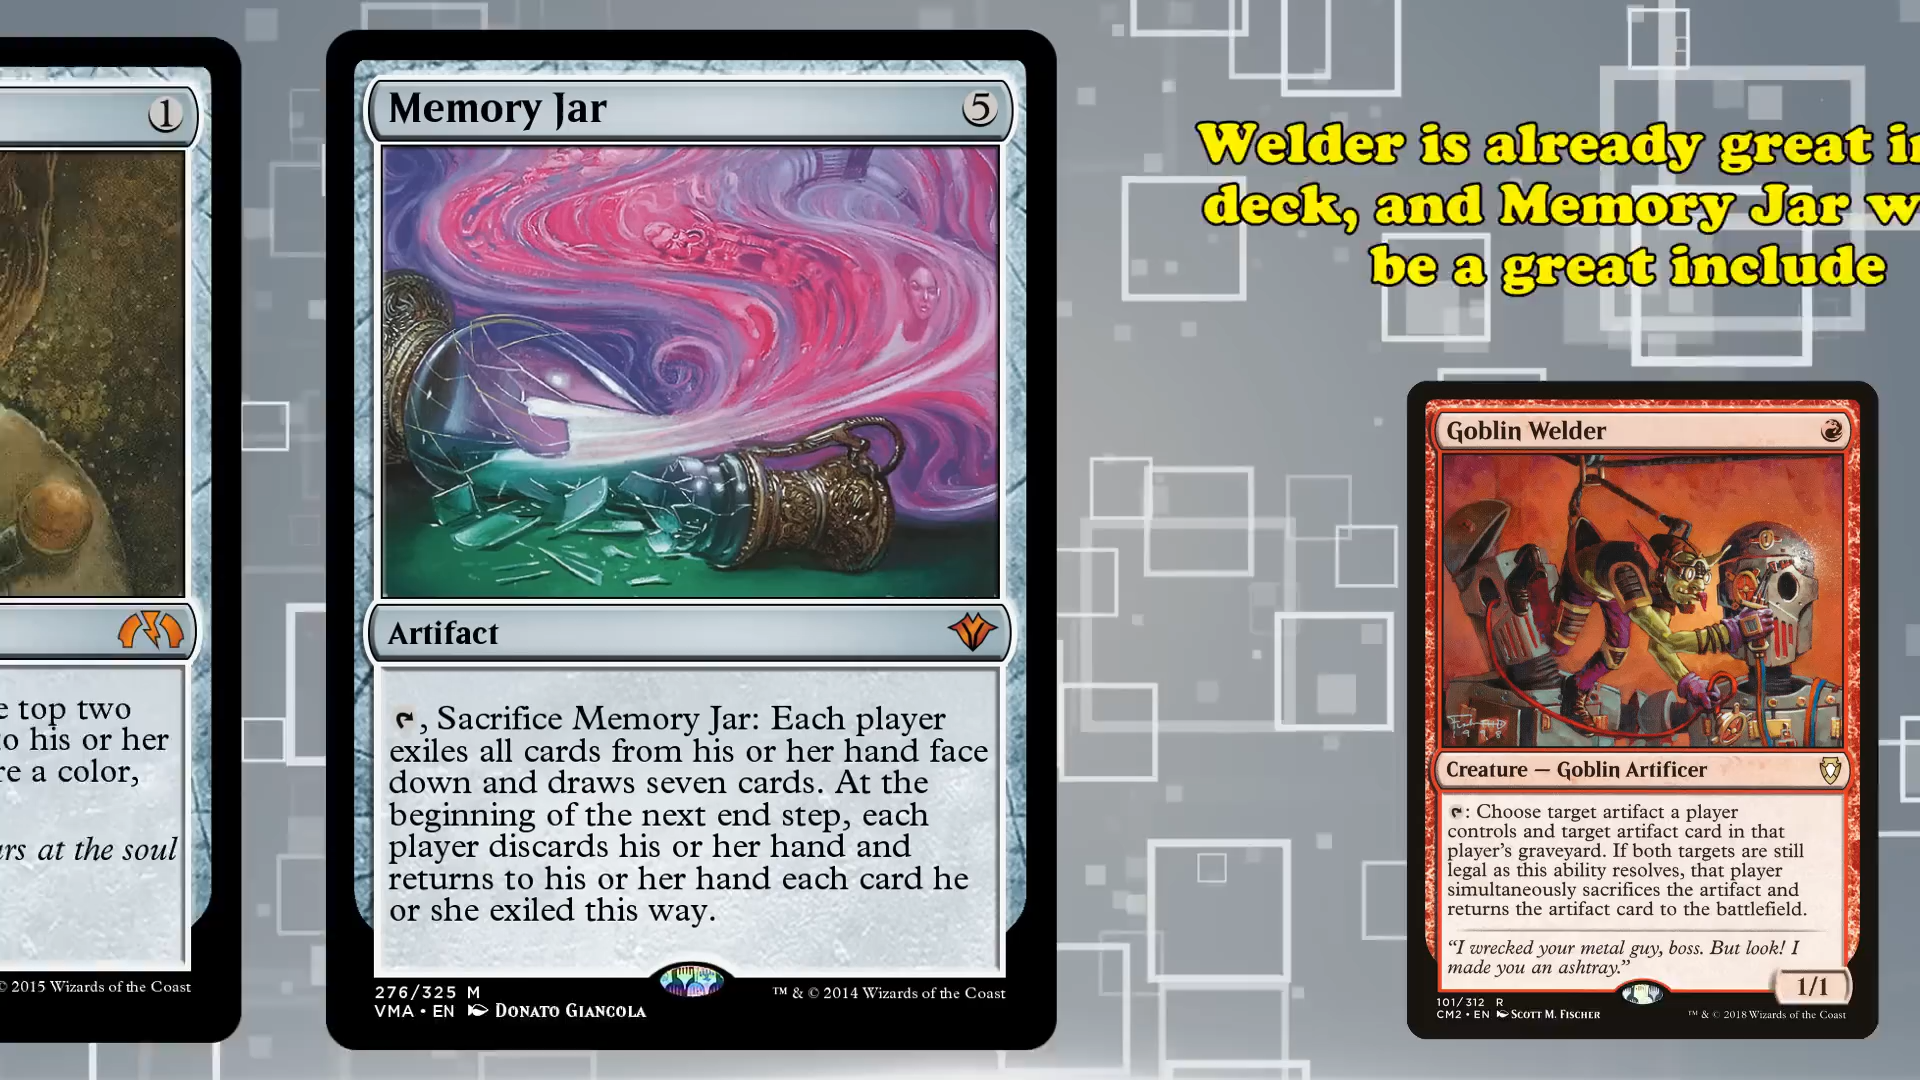 1
e top two
o his or her
re a color,
rs at the soul
© 2015 Wizards of the Coast
Memory Jar 5
Artifact
, Sacrifice Memory Jar: Each player
exiles all cards from his or her hand face
down and draws seven cards. At the
beginning of the next end step, each
player discards his or her hand and
returns to his or her hand each card he
or she exiled this way.
276/325 M
VMA • EN Donato Giancola
™ & © 2014 Wizards of the Coast
Welder is already great in
deck, and Memory Jar w
be a great include
Goblin Welder
Creature — Goblin Artificer
: Choose target artifact a player
controls and target artifact card in that
player's graveyard. If both targets are still
legal as this ability resolves, that player
simultaneously sacrifices the artifact and
returns the artifact card to the battlefield.
"I wrecked your metal guy, boss. But look! I
made you an ashtray."
1/1
101/312 R
CM2 • EN Scott M. Fischer
™ & © 2018 Wizards of the Coast